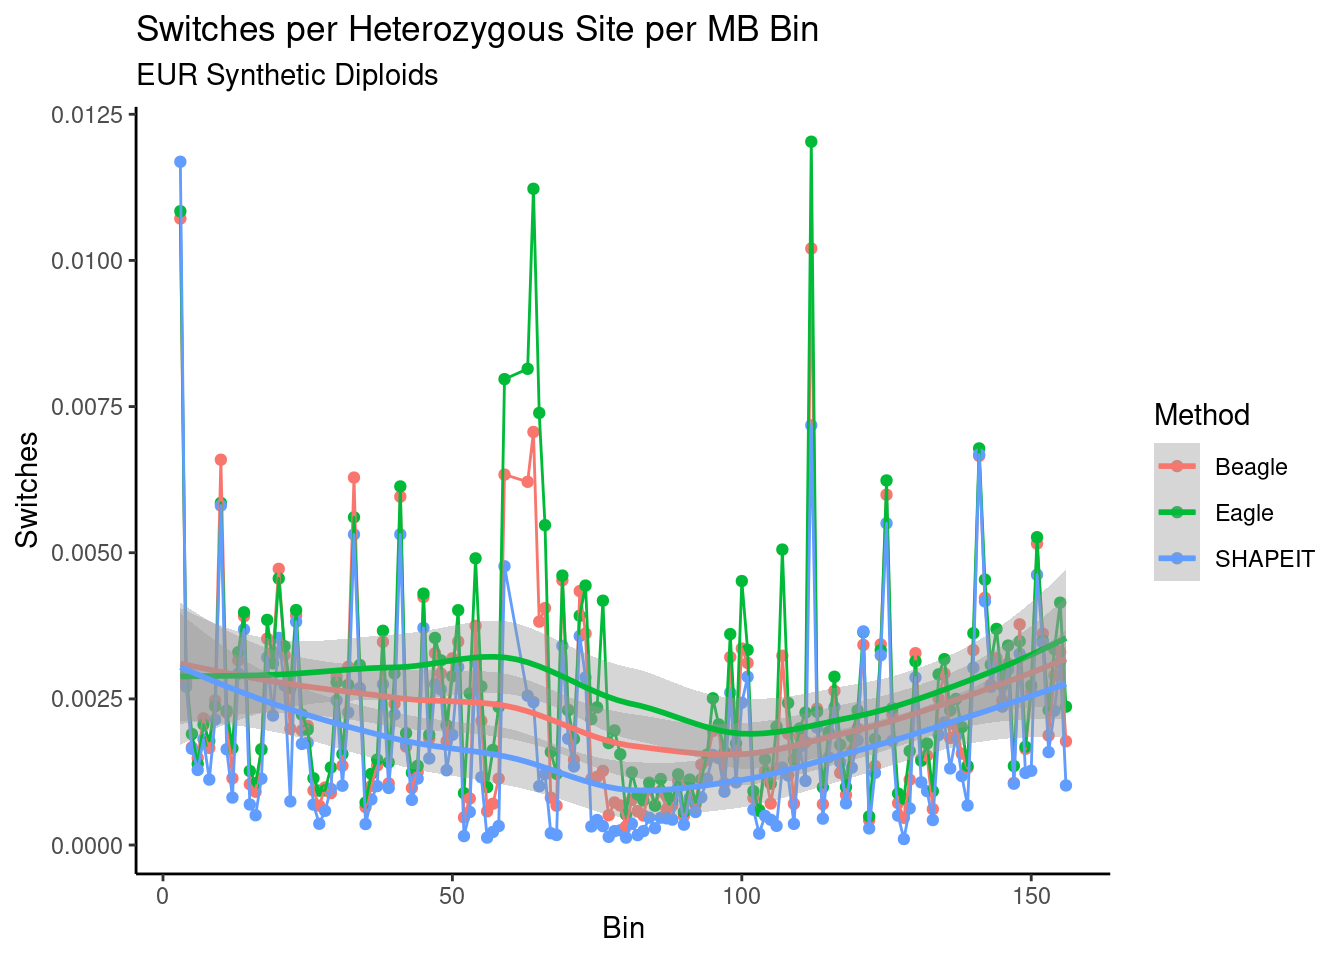 Switches per Heterozygous Site per MB Bin
EUR Synthetic Diploids
0.0125
0.0100
0.0075
0.0050
0.0025
0.0000
Switches
0
50
100
150
Bin
Method
Beagle
Eagle
SHAPEIT